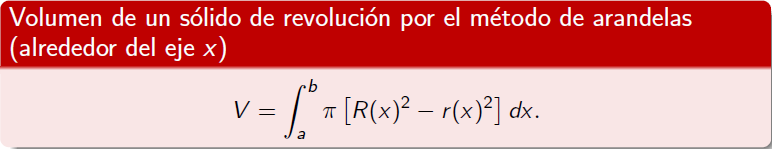 Volumen de un sólido de revolución por el método de arandelas
(alrededor del eje x)
V = ∫_a^b π [R(x)² − r(x)²] dx.